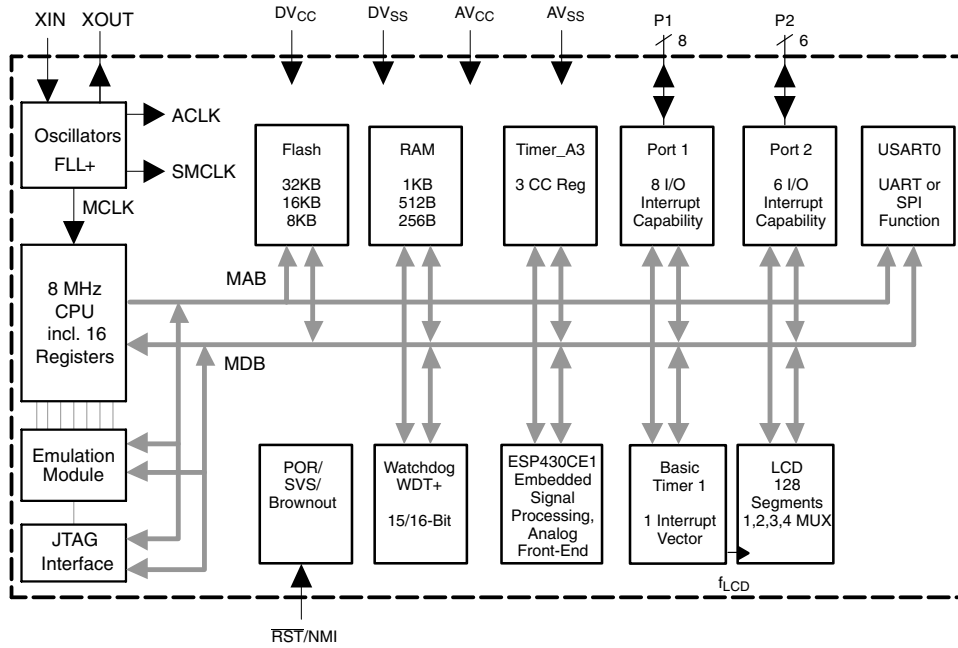 XIN XOUT DVCC DVSS AVCC AVSS P1 P2
8 6
Oscillators
FLL+
ACLK
SMCLK
MCLK
Flash
32KB
16KB
8KB
RAM
1KB
512B
256B
Timer_A3
3 CC Reg
Port 1
8 I/O
Interrupt
Capability
Port 2
6 I/O
Interrupt
Capability
USART0
UART or
SPI
Function
8 MHz
CPU
incl. 16
Registers
MAB
MDB
Emulation
Module
JTAG
Interface
POR/
SVS/
Brownout
Watchdog
WDT+
15/16-Bit
ESP430CE1
Embedded
Signal
Processing,
Analog
Front-End
Basic
Timer 1
1 Interrupt
Vector
LCD
128
Segments
1,2,3,4 MUX
fLCD
RST/NMI